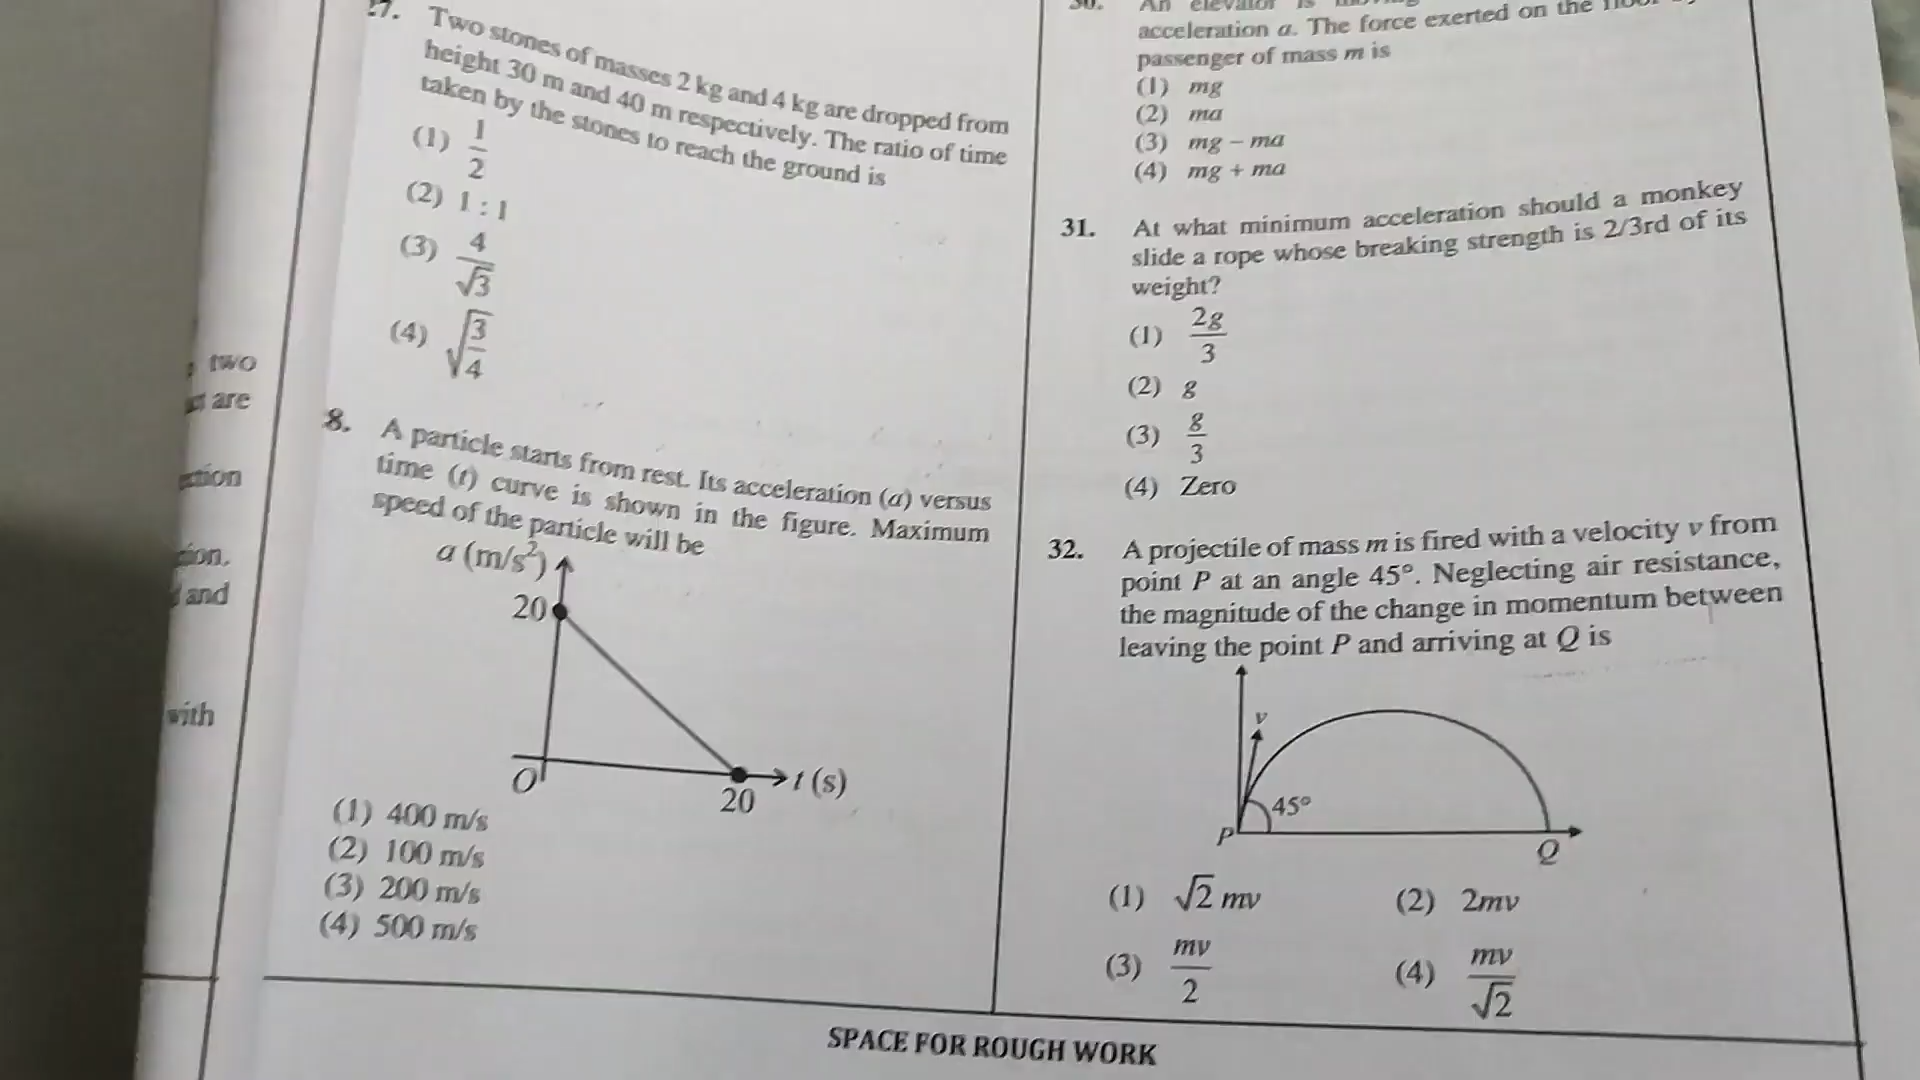 two
are
with
and
27. Two stones of masses 2 kg and 4 kg are dropped from
height 30 m and 40 m respectively. The ratio of time
taken by the stones to reach the ground is
(1) 1/2
(2) 1 : 1
(3) 4/√3
(4) √(3/4)
8. A particle starts from rest. Its acceleration (a) versus
time (t) curve is shown in the figure. Maximum
speed of the particle will be
a (m/s²)
20
O
20
t (s)
(1) 400 m/s
(2) 100 m/s
(3) 200 m/s
(4) 500 m/s
30. An elevator is
acceleration a. The force exerted on the
passenger of mass m is
(1) mg
(2) ma
(3) mg – ma
(4) mg + ma
31. At what minimum acceleration should a monkey
slide a rope whose breaking strength is 2/3rd of its
weight?
(1) 2g/3
(2) g
(3) g/3
(4) Zero
32. A projectile of mass m is fired with a velocity v from
point P at an angle 45°. Neglecting air resistance,
the magnitude of the change in momentum between
leaving the point P and arriving at Q is
v
45°
P
Q
(1) √2 mv (2) 2mv
(3) mv/2 (4) mv/√2
SPACE FOR ROUGH WORK